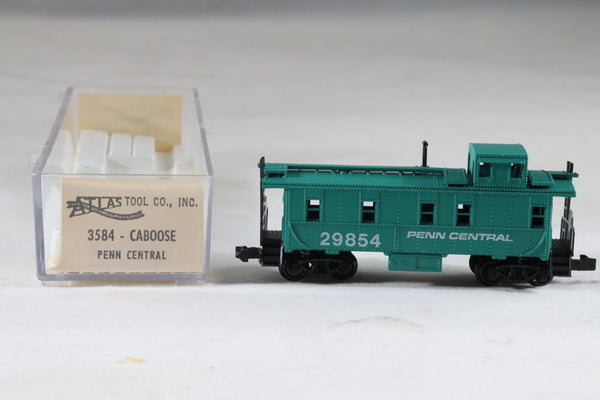 ATLAS TOOL CO., INC.
3584 - CABOOSE
PENN CENTRAL
29854 PENN CENTRAL